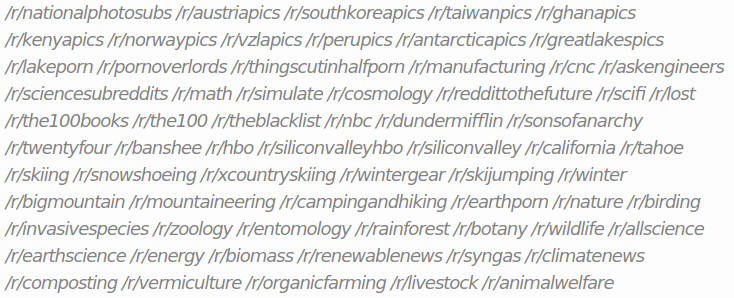 /r/nationalphotosubs /r/austriapics /r/southkoreapics /r/taiwanpics /r/ghanapics
/r/kenyapics /r/norwaypics /r/vzlapics /r/perupics /r/antarcticapics /r/greatlakespics
/r/lakeporn /r/pornoverlords /r/thingscutinhalfporn /r/manufacturing /r/cnc /r/askengineers
/r/sciencesubreddits /r/math /r/simulate /r/cosmology /r/reddittothefuture /r/scifi /r/lost
/r/the100books /r/the100 /r/theblacklist /r/nbc /r/dundermifflin /r/sonsofanarchy
/r/twentyfour /r/banshee /r/hbo /r/siliconvalleyhbo /r/siliconvalley /r/california /r/tahoe
/r/skiing /r/snowshoeing /r/xcountryskiing /r/wintergear /r/skijumping /r/winter
/r/bigmountain /r/mountaineering /r/campingandhiking /r/earthporn /r/nature /r/birding
/r/invasivespecies /r/zoology /r/entomology /r/rainforest /r/botany /r/wildlife /r/allscience
/r/earthscience /r/energy /r/biomass /r/renewablenews /r/syngas /r/climatenews
/r/composting /r/vermiculture /r/organicfarming /r/livestock /r/animalwelfare